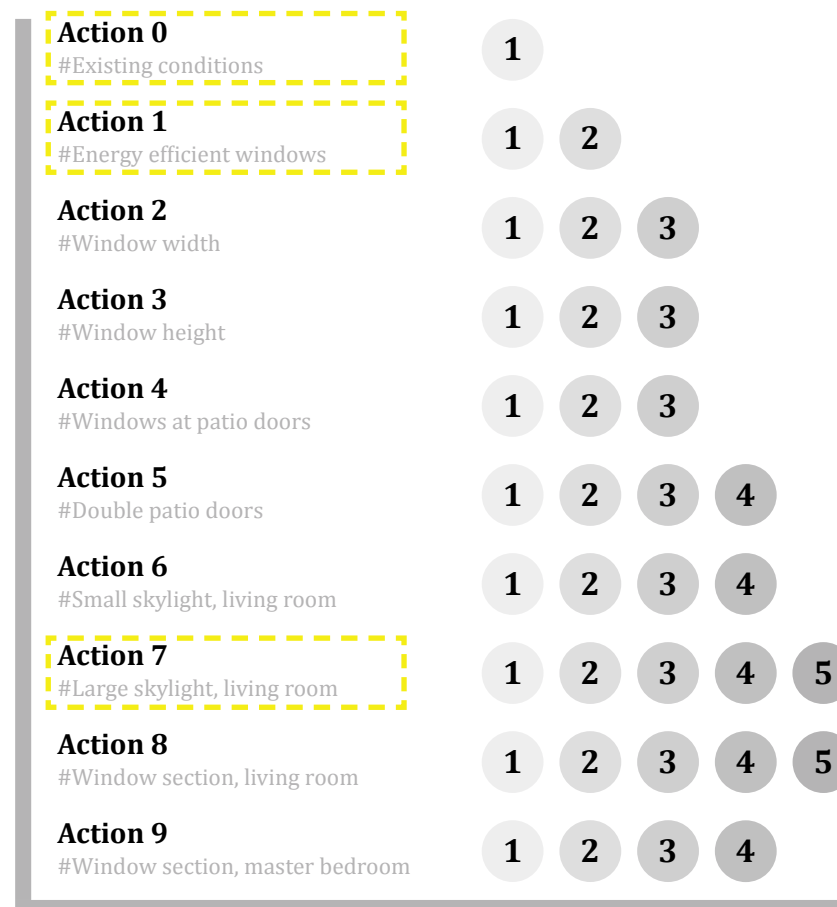 Action 0
#Existing conditions
1
Action 1
#Energy efficient windows
1 2
Action 2
#Window width
1 2 3
Action 3
#Window height
1 2 3
Action 4
#Windows at patio doors
1 2 3
Action 5
#Double patio doors
1 2 3 4
Action 6
#Small skylight, living room
1 2 3 4
Action 7
#Large skylight, living room
1 2 3 4 5
Action 8
#Window section, living room
1 2 3 4 5
Action 9
#Window section, master bedroom
1 2 3 4